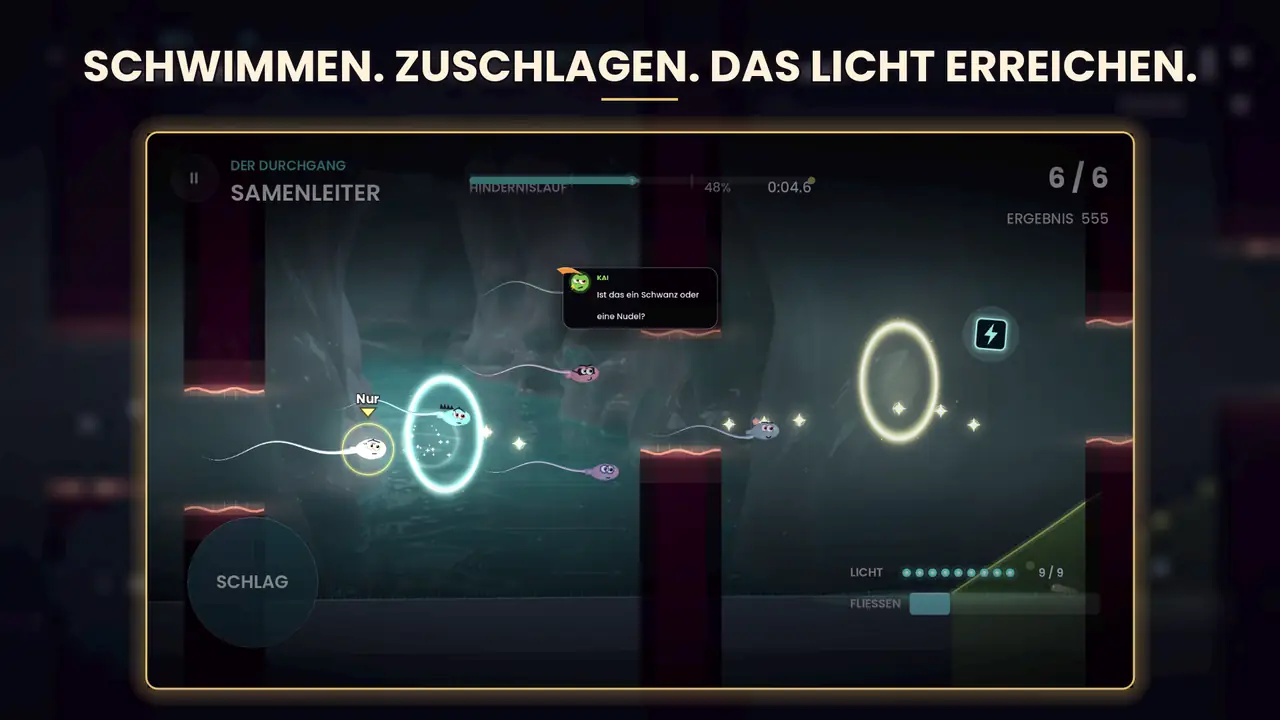 SCHWIMMEN. ZUSCHLAGEN. DAS LICHT ERREICHEN.
DER DURCHGANG
SAMENLEITER
HINDERNISLAUF
48%
0:04.6
6 / 6
ERGEBNIS 555
KAI
Ist das ein Schwanz oder
eine Nudel?
Nur
SCHLAG
LICHT
9 / 9
FLIESSEN